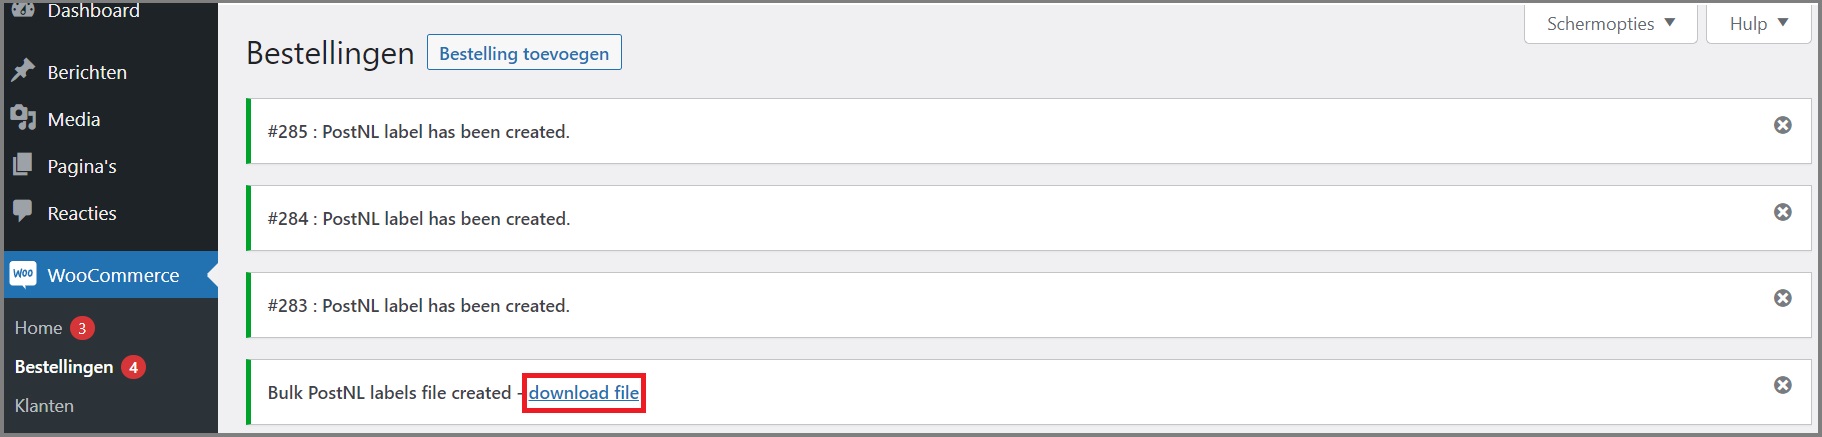 Dashboard
Berichten
Media
Pagina's
Reacties
Woo WooCommerce
Home 3
Bestellingen 4
Klanten
Schermopties Hulp
Bestellingen Bestelling toevoegen
#285 : PostNL label has been created.
#284 : PostNL label has been created.
#283 : PostNL label has been created.
Bulk PostNL labels file created - download file